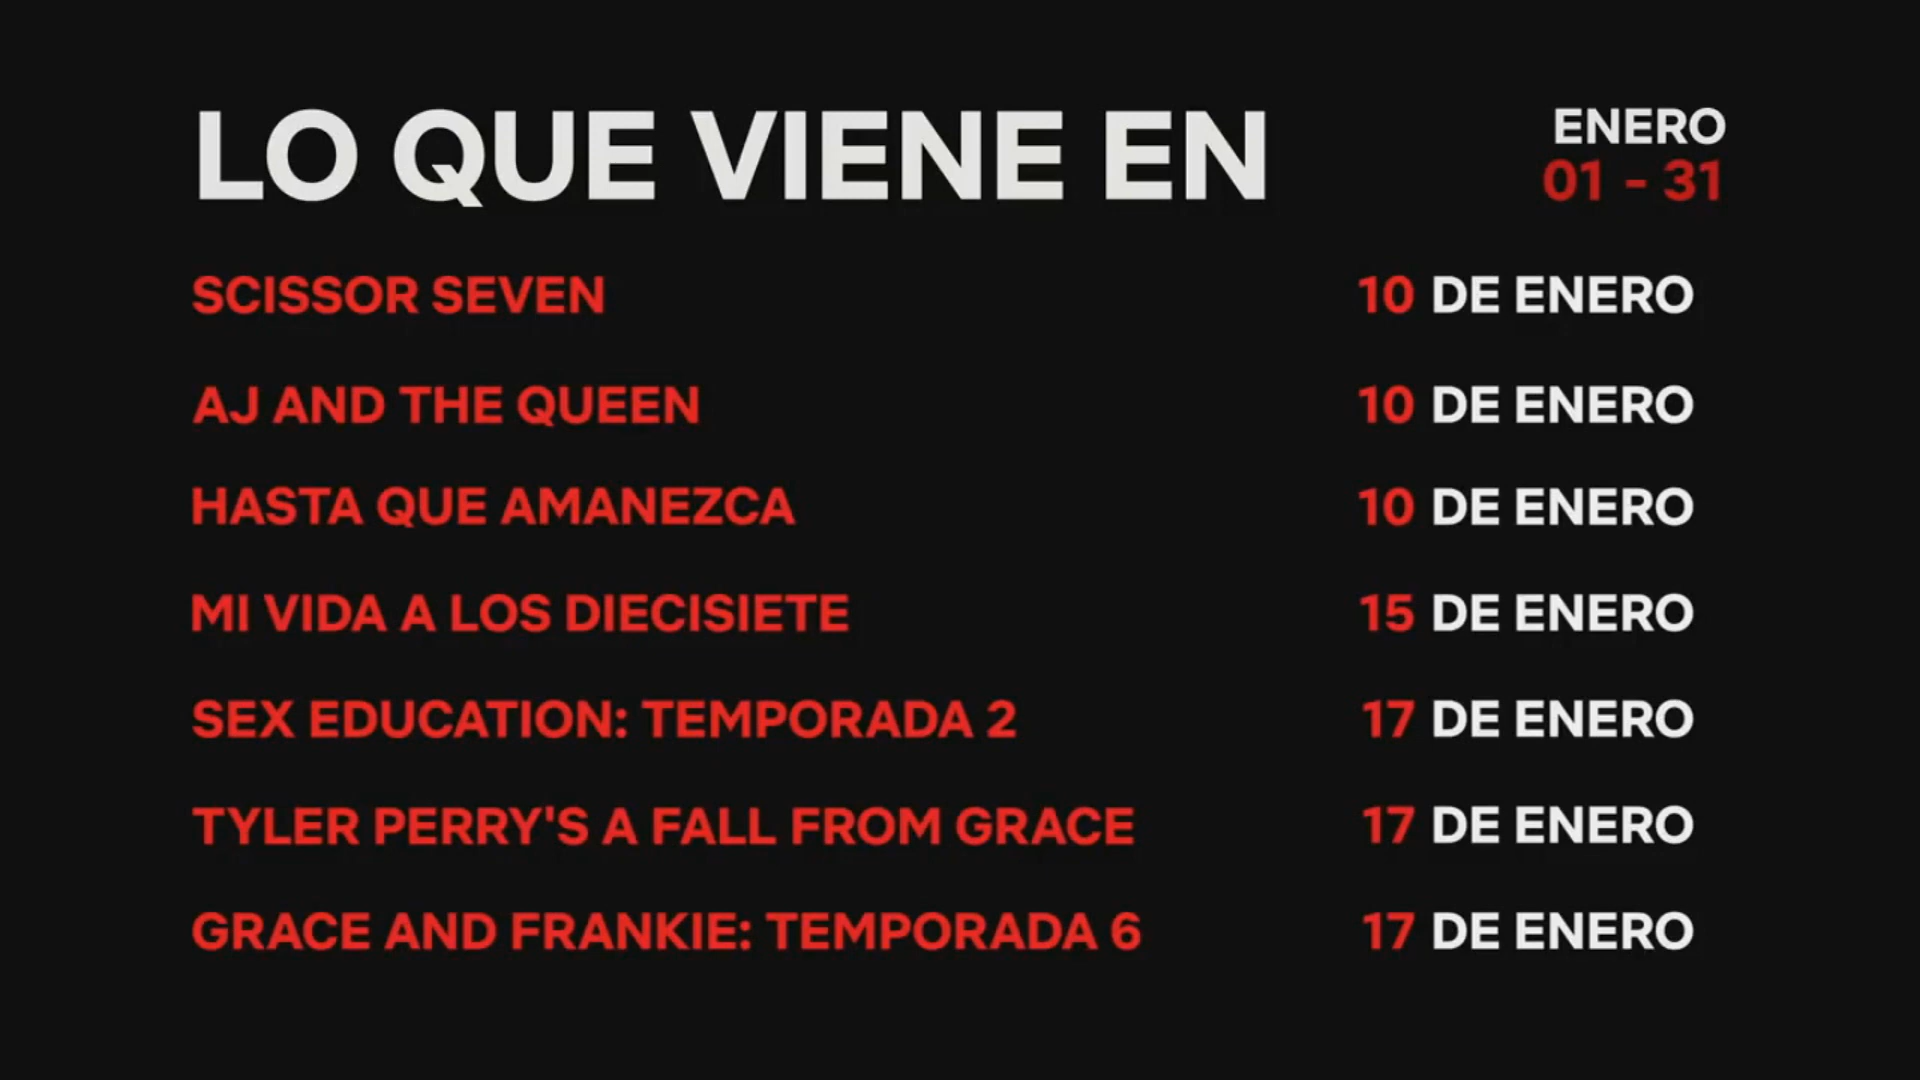 LO QUE VIENE EN
ENERO
01 - 31
SCISSOR SEVEN 10 DE ENERO
AJ AND THE QUEEN 10 DE ENERO
HASTA QUE AMANEZCA 10 DE ENERO
MI VIDA A LOS DIECISIETE 15 DE ENERO
SEX EDUCATION: TEMPORADA 2 17 DE ENERO
TYLER PERRY'S A FALL FROM GRACE 17 DE ENERO
GRACE AND FRANKIE: TEMPORADA 6 17 DE ENERO